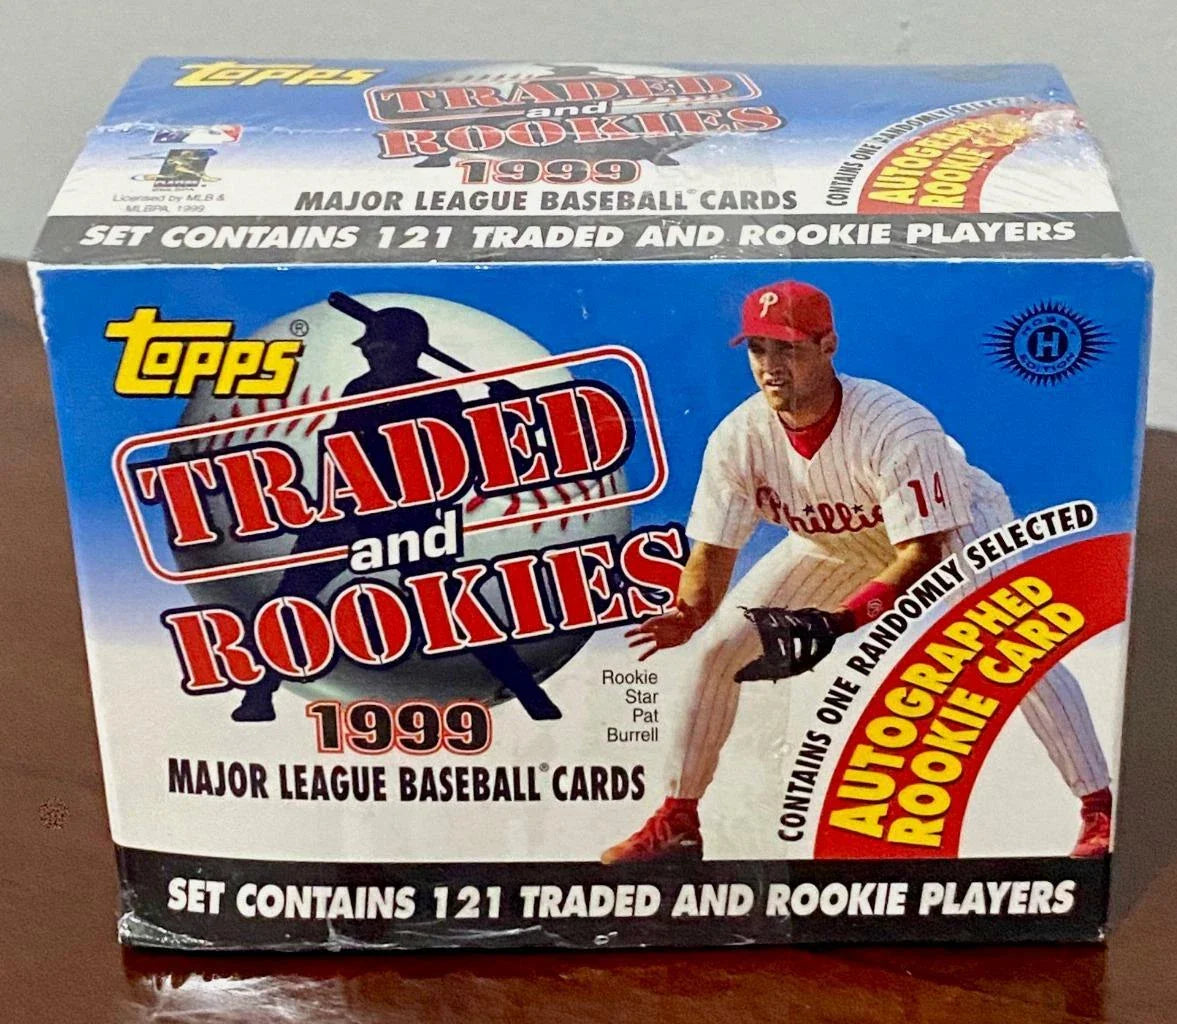 Topps
TRADED
and
ROOKIES
1999
MAJOR LEAGUE BASEBALL® CARDS
Licensed by MLB &
MLBPA, 1999
CONTAINS ONE RANDOMLY SELECTED
AUTOGRAPHED
ROOKIE CARD
SET CONTAINS 121 TRADED AND ROOKIE PLAYERS
Topps®
TRADED
and
ROOKIES
1999
MAJOR LEAGUE BASEBALL® CARDS
P
Phillies
14
Rookie
Star
Pat
Burrell
HOBBY
H
EDITION
CONTAINS ONE RANDOMLY SELECTED
AUTOGRAPHED
ROOKIE CARD
SET CONTAINS 121 TRADED AND ROOKIE PLAYERS